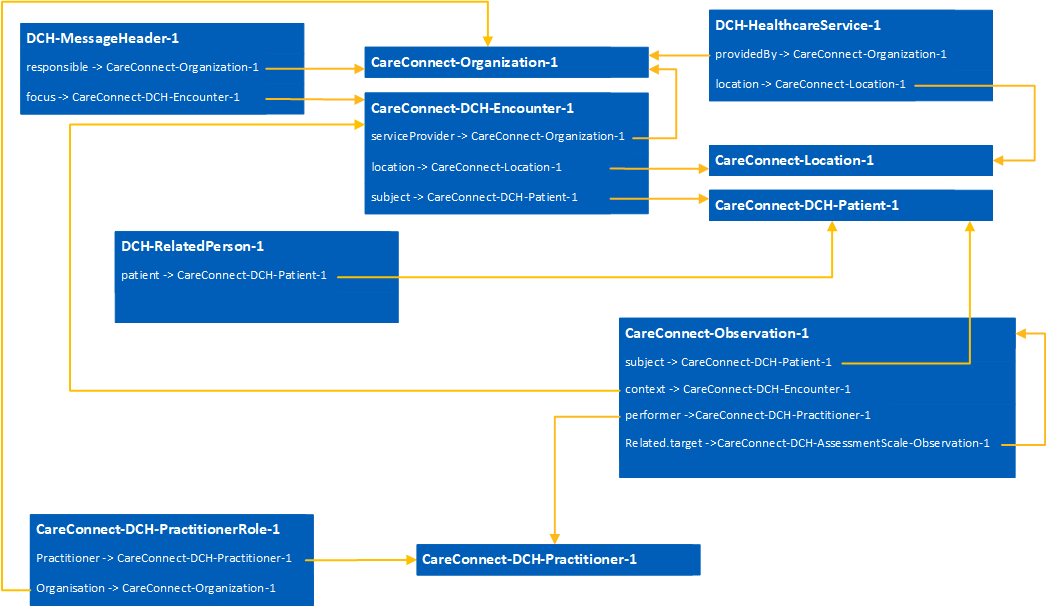 DCH-MessageHeader-1
responsible -> CareConnect-Organization-1
focus -> CareConnect-DCH-Encounter-1
CareConnect-Organization-1
CareConnect-DCH-Encounter-1
serviceProvider -> CareConnect-Organization-1
location -> CareConnect-Location-1
subject -> CareConnect-DCH-Patient-1
DCH-HealthcareService-1
providedBy -> CareConnect-Organization-1
location -> CareConnect-Location-1
CareConnect-Location-1
CareConnect-DCH-Patient-1
DCH-RelatedPerson-1
patient -> CareConnect-DCH-Patient-1
CareConnect-Observation-1
subject -> CareConnect-DCH-Patient-1
context -> CareConnect-DCH-Encounter-1
performer ->CareConnect-DCH-Practitioner-1
Related.target ->CareConnect-DCH-AssessmentScale-Observation-1
CareConnect-DCH-PractitionerRole-1
Practitioner -> CareConnect-DCH-Practitioner-1
Organisation -> CareConnect-Organization-1
CareConnect-DCH-Practitioner-1